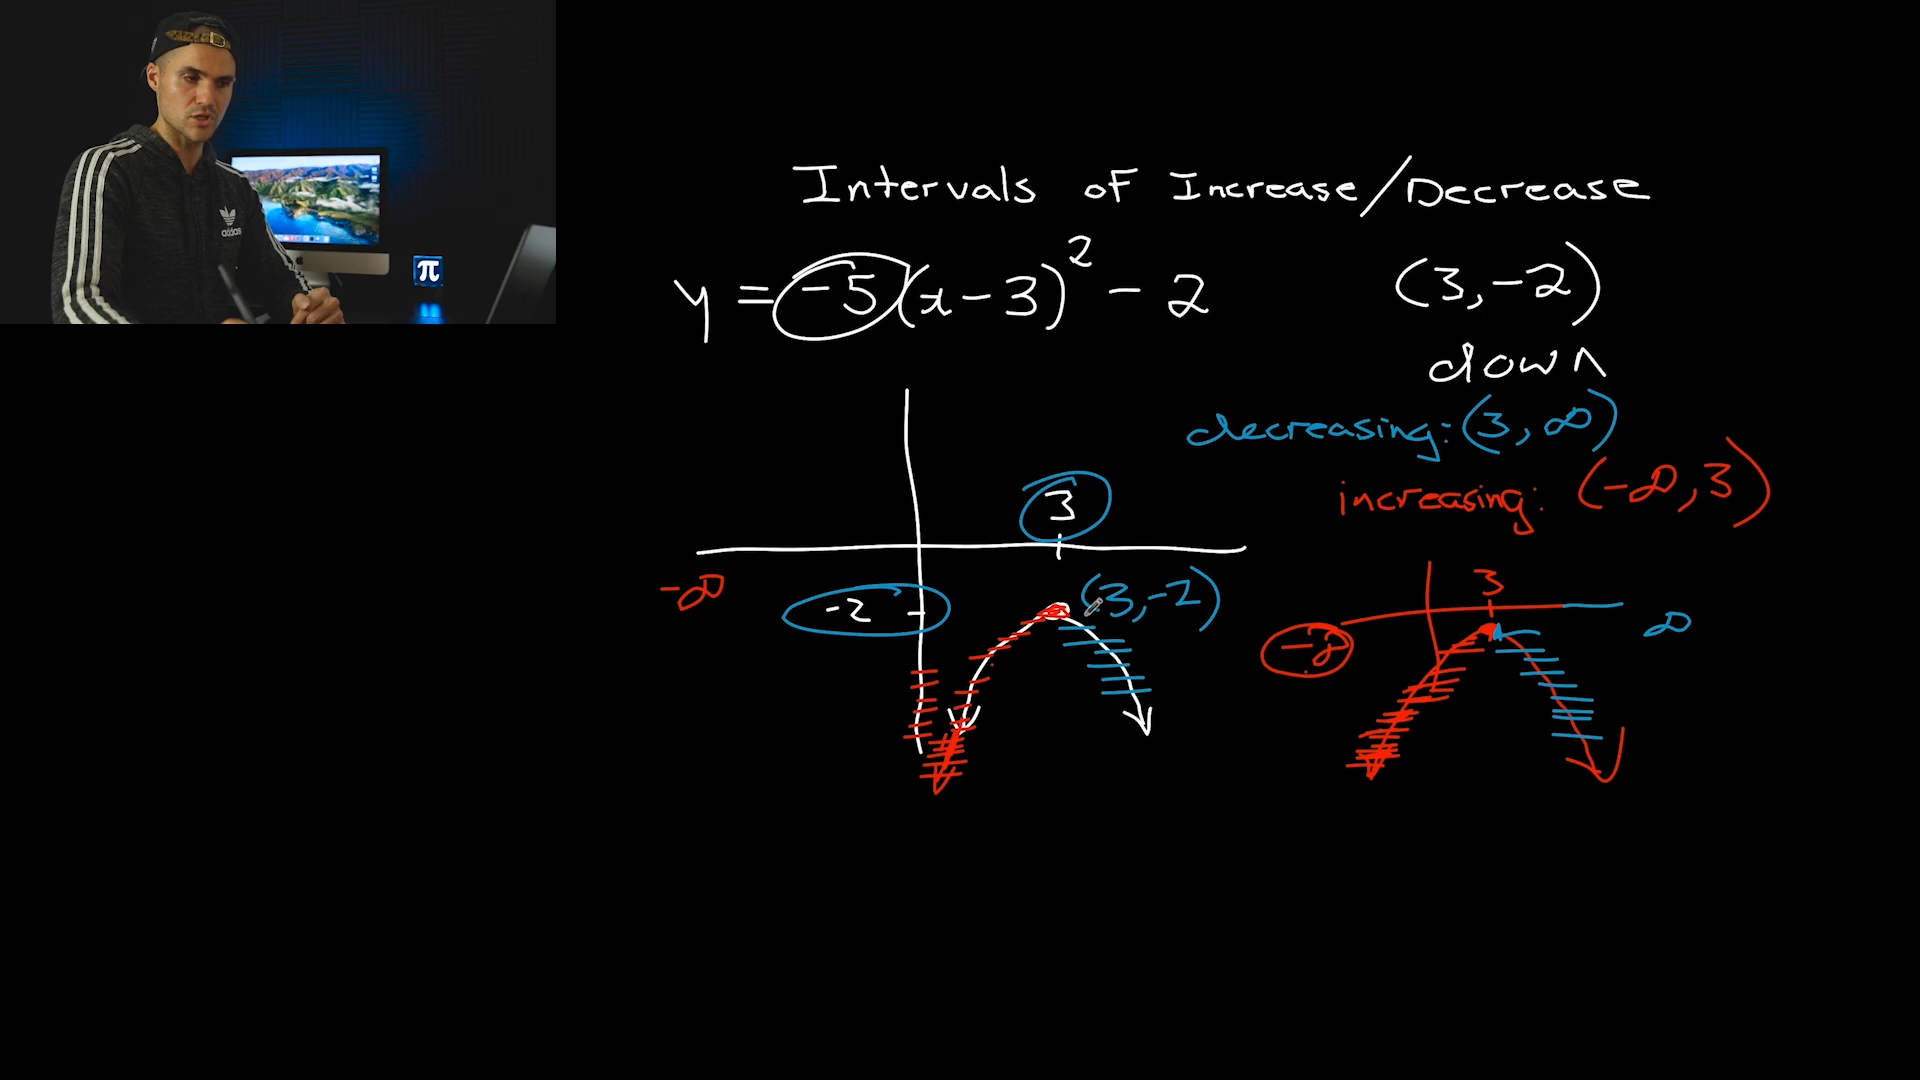 adidas
π
Intervals of Increase/Decrease
y = -5(x-3)² - 2
(3,-2)
down
decreasing: (3,∞)
increasing: (-∞,3)
3
-∞
-2
(3,-2)
3
-∞
∞